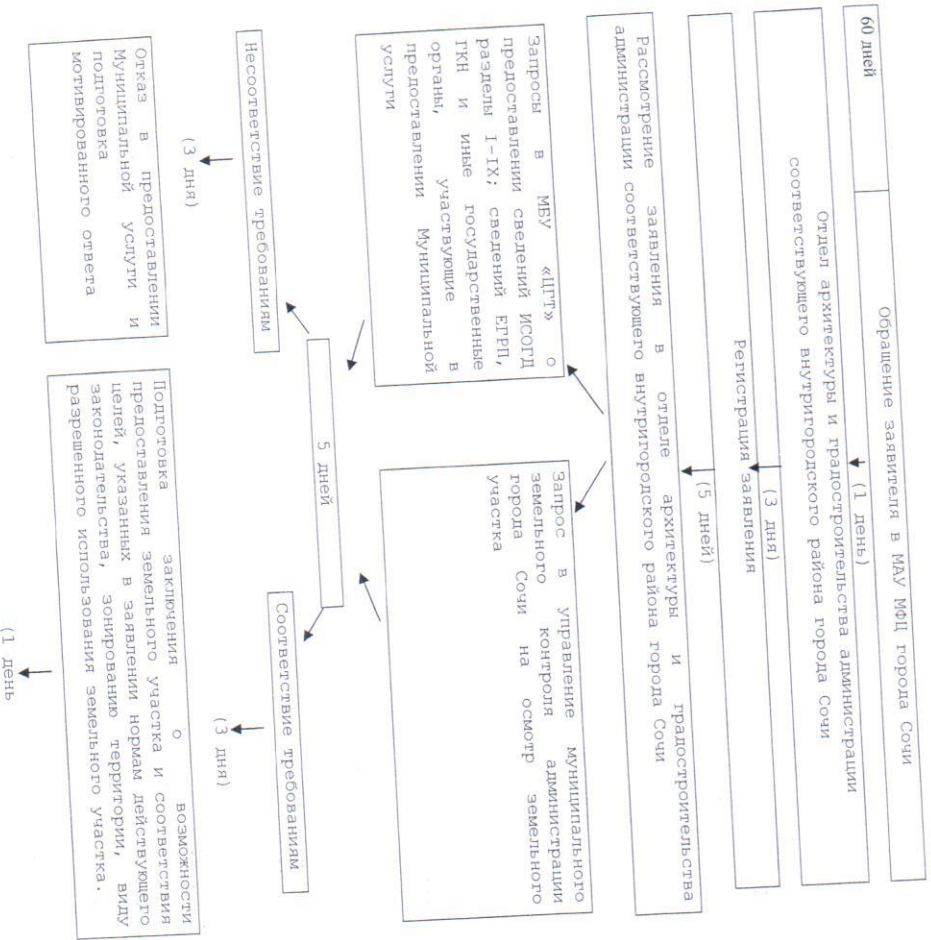 60 дней
Обращение заявителя в МАУ МФЦ города Сочи
(1 день)
Отдел архитектуры и градостроительства администрации
соответствующего внутригородского района города Сочи
(3 дня)
Регистрация заявления
(5 дней)
Рассмотрение заявления в отделе архитектуры и градостроительства
администрации соответствующего внутригородского района города Сочи
Запросы в МБУ «ЦГТ» о
предоставлении сведений ИСОГД
разделы I-IX; сведений ЕГРП,
ГКН и иные государственные
органы, участвующие в
предоставлении Муниципальной
услуги
Запрос в управление муниципального
земельного контроля администрации
города Сочи на осмотр земельного
участка
5 дней
Несоответствие требованиям
Соответствие требованиям
(3 дня)
(3 дня)
Отказ в предоставлении
Муниципальной услуги и
подготовка
мотивированного ответа
Подготовка заключения о возможности
предоставления земельного участка и соответствия
целей, указанных в заявлении нормам действующего
законодательства, зонированию территории, виду
разрешенного использования земельного участка.
(1 день